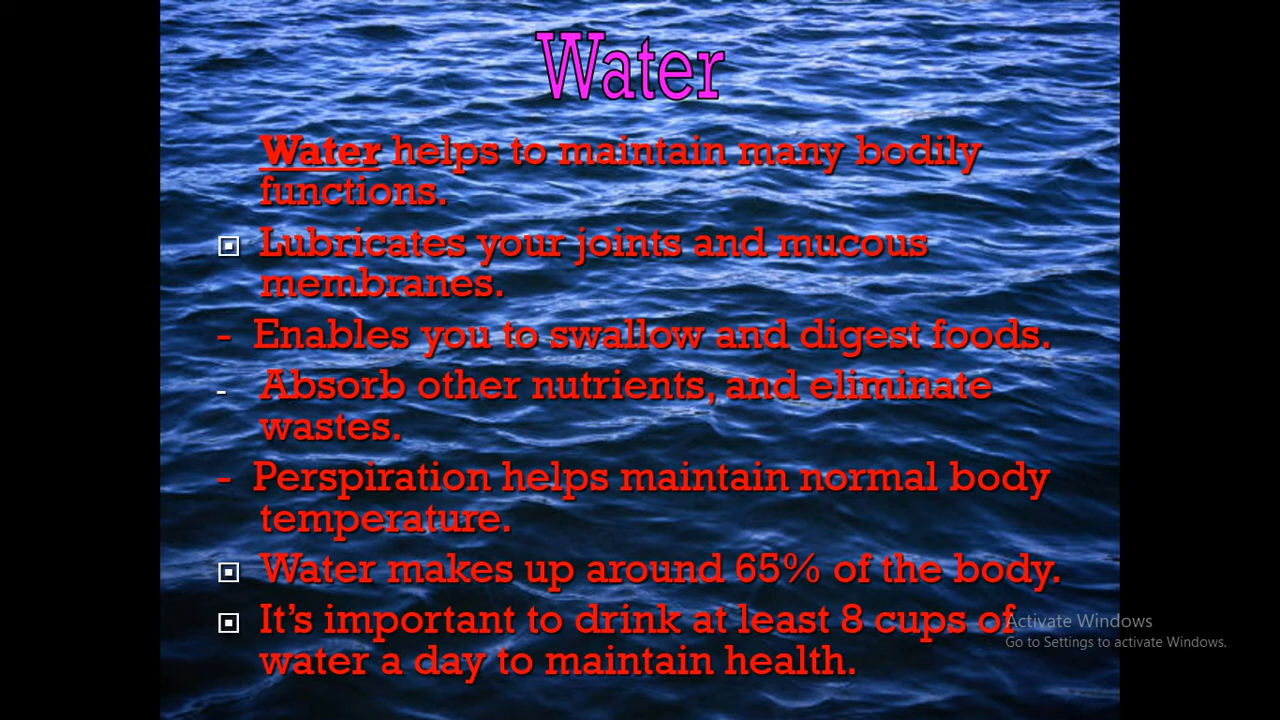 Water
Water helps to maintain many bodily
functions.
Lubricates your joints and mucous
membranes.
- Enables you to swallow and digest foods.
- Absorb other nutrients, and eliminate
wastes.
- Perspiration helps maintain normal body
temperature.
Water makes up around 65% of the body.
It’s important to drink at least 8 cups of
water a day to maintain health.
Activate Windows
Go to Settings to activate Windows.